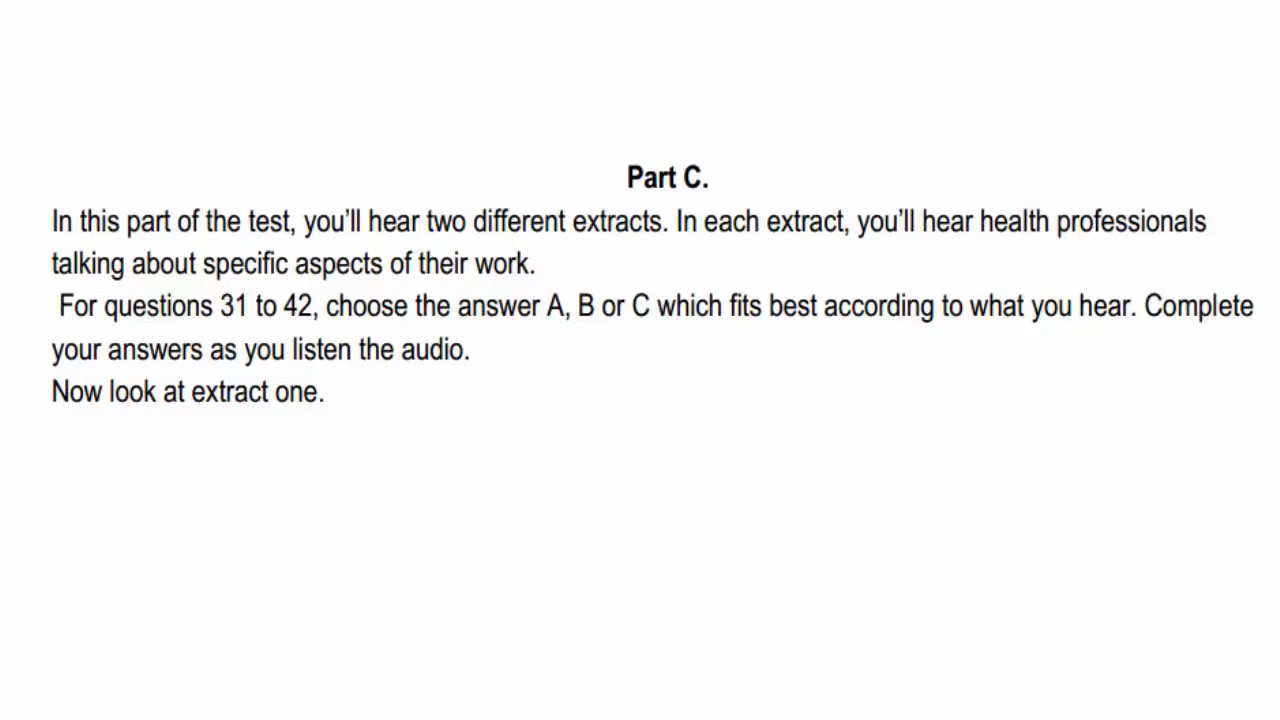 Part C.
In this part of the test, you’ll hear two different extracts. In each extract, you’ll hear health professionals
talking about specific aspects of their work.
For questions 31 to 42, choose the answer A, B or C which fits best according to what you hear. Complete
your answers as you listen the audio.
Now look at extract one.